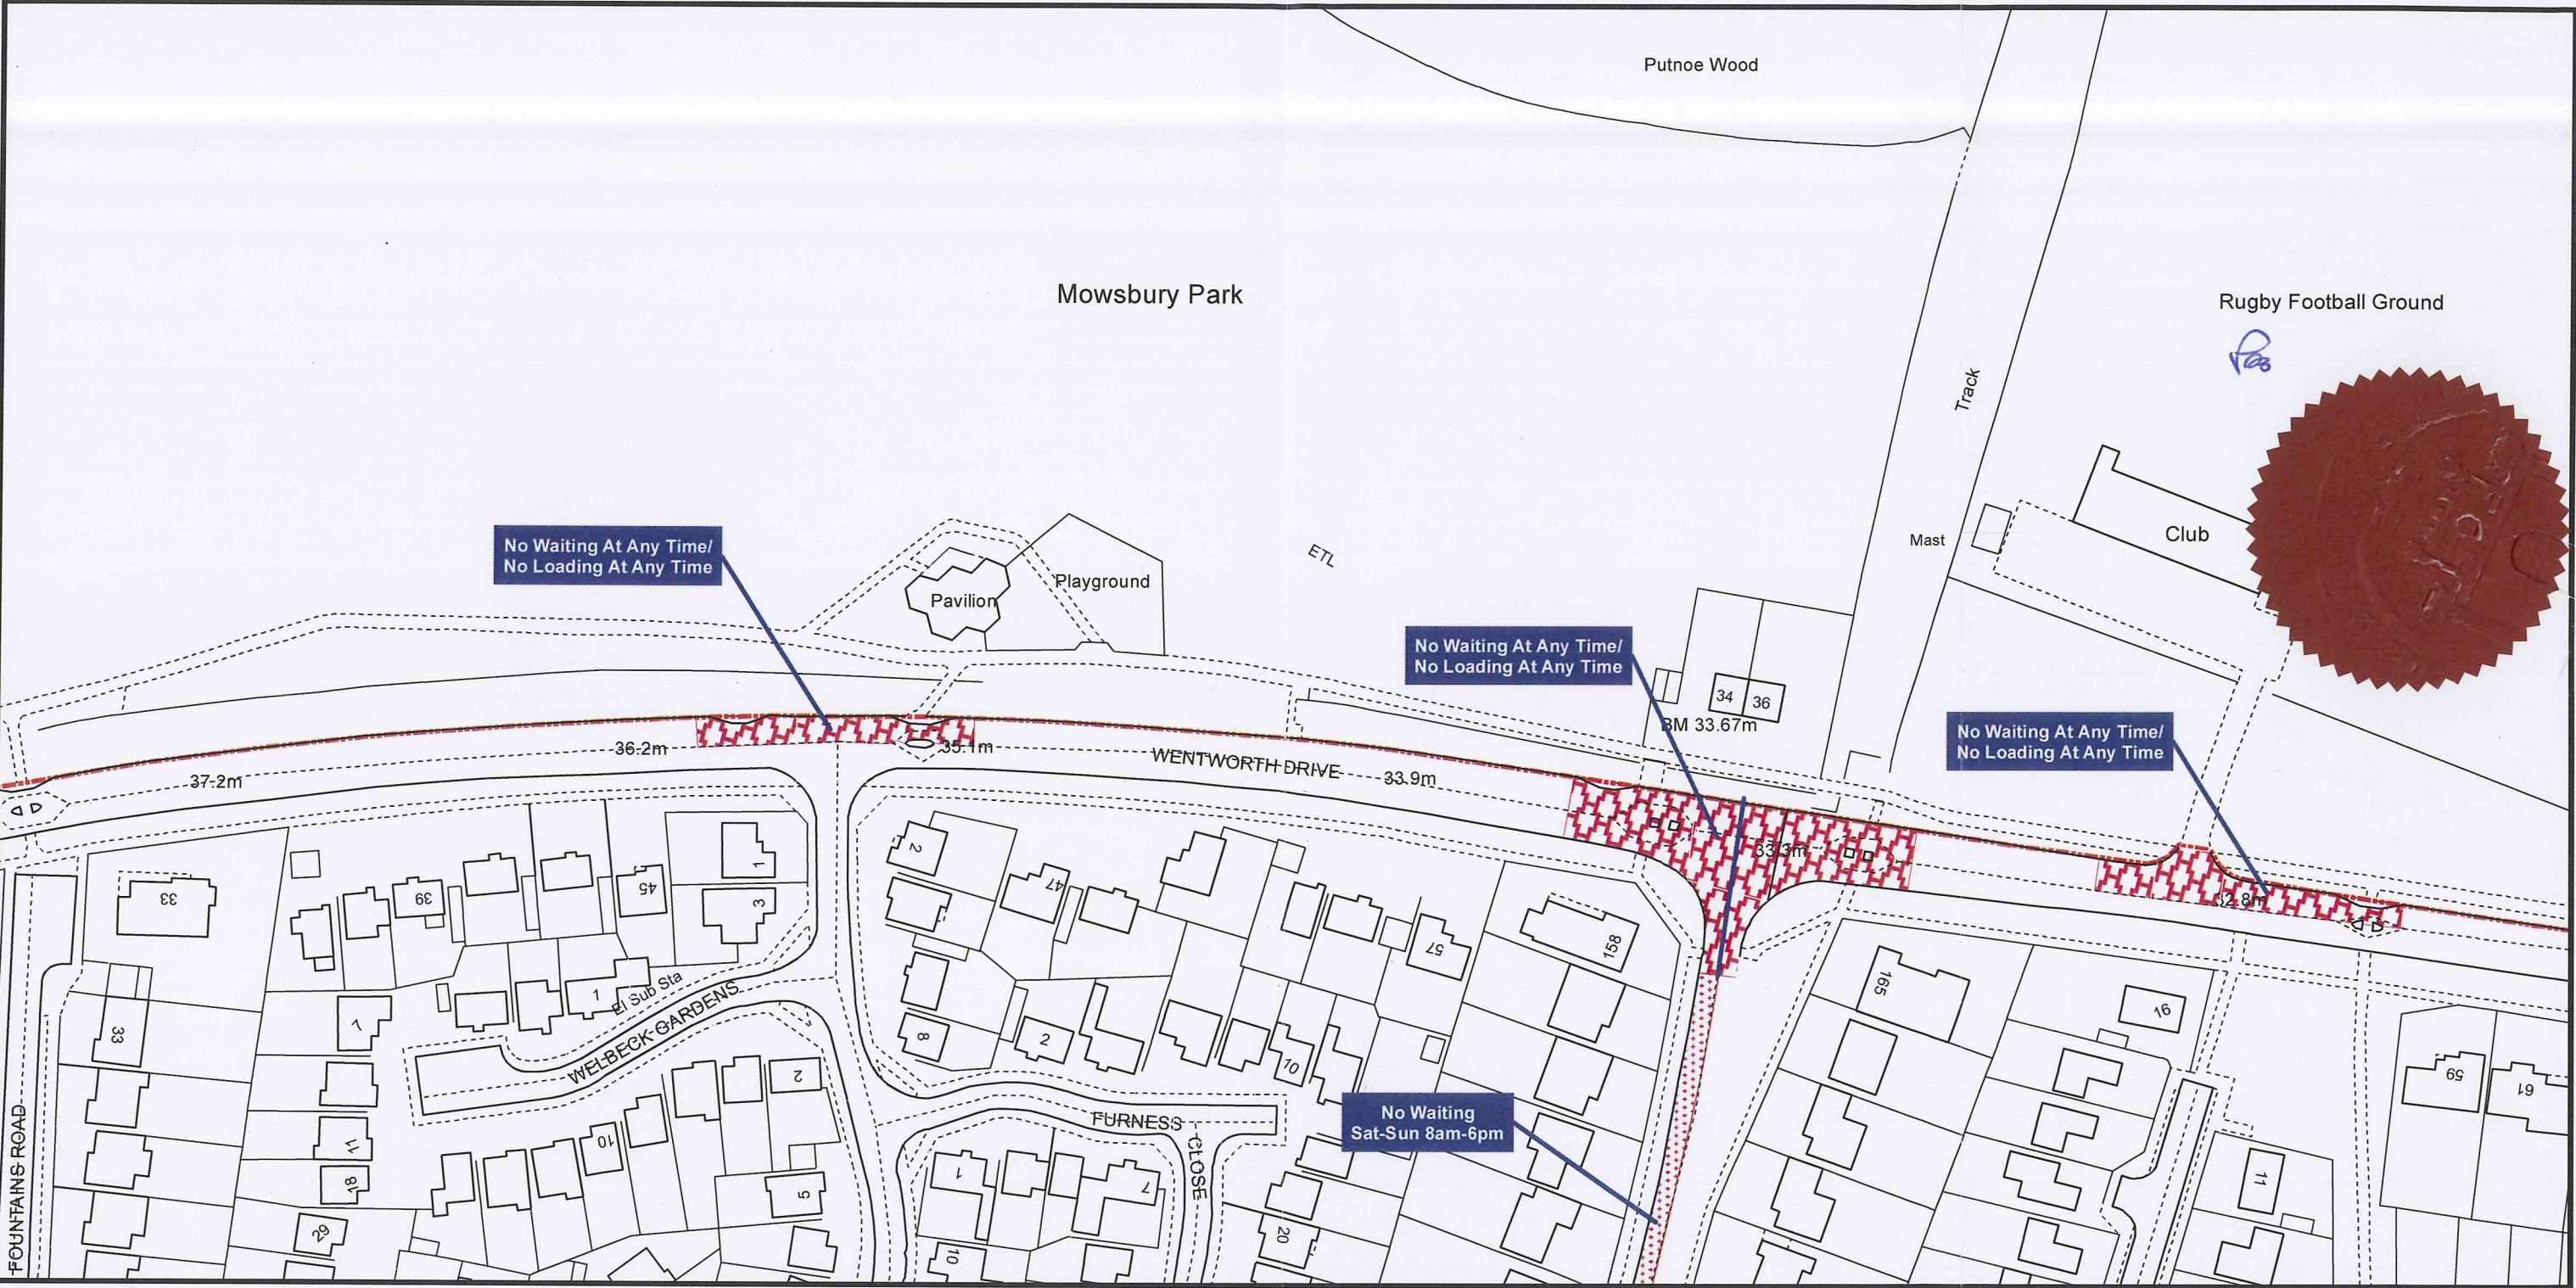 Putnoe Wood
Mowsbury Park
Rugby Football Ground
Track
Club
Mast
ETL
No Waiting At Any Time/
No Loading At Any Time
Playground
Pavilion
No Waiting At Any Time/
No Loading At Any Time
34
36
BM 33.67m
No Waiting At Any Time/
No Loading At Any Time
37.2m
36.2m
35.1m
WENTWORTH DRIVE
33.9m
33.3m
32.8m
33
39
45
1
3
2
47
57
158
165
16
59
61
33
7
1
El Sub Sta
WELBECK GARDENS
8
2
10
2
FURNESS
CLOSE
No Waiting
Sat-Sun 8am-6pm
FOUNTAINS ROAD
11
18
29
10
5
1
7
10
20
11